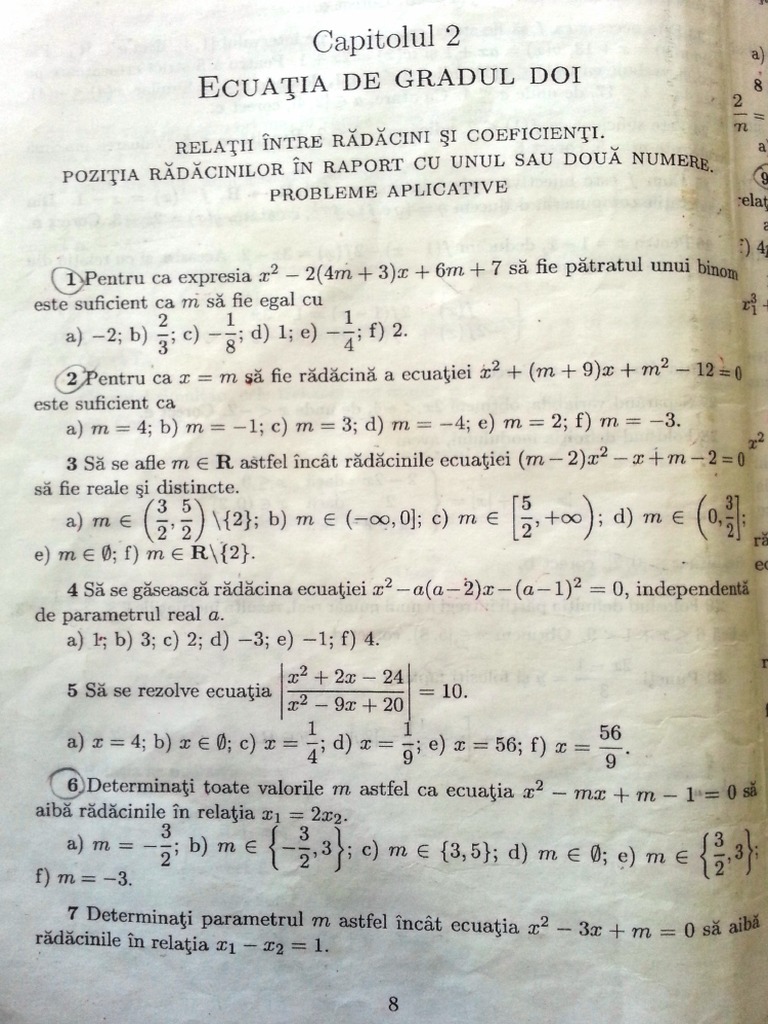 Capitolul 2
ECUAŢIA DE GRADUL DOI
RELAŢII ÎNTRE RĂDĂCINI ŞI COEFICIENŢI.
POZIŢIA RĂDĂCINILOR ÎN RAPORT CU UNUL SAU DOUĂ NUMERE.
PROBLEME APLICATIVE
1 Pentru ca expresia x² − 2(4m + 3)x + 6m + 7 să fie pătratul unui binom
este suficient ca m să fie egal cu
a) −2; b) 2/3; c) −1/8; d) 1; e) −1/4; f) 2.
2 Pentru ca x = m să fie rădăcină a ecuaţiei x² + (m + 9)x + m² − 12 = 0
este suficient ca
a) m = 4; b) m = −1; c) m = 3; d) m = −4; e) m = 2; f) m = −3.
3 Să se afle m ∈ R astfel încât rădăcinile ecuaţiei (m − 2)x² − x + m − 2 = 0
să fie reale şi distincte.
a) m ∈ (3/2, 5/2) \{2}; b) m ∈ (−∞, 0]; c) m ∈ [5/2, +∞); d) m ∈ (0, 3/2];
e) m ∈ ∅; f) m ∈ R\{2}.
4 Să se găsească rădăcina ecuaţiei x² − a(a−2)x − (a−1)² = 0, independentă
de parametrul real a.
a) 1; b) 3; c) 2; d) −3; e) −1; f) 4.
5 Să se rezolve ecuaţia |(x² + 2x − 24)/(x² − 9x + 20)| = 10.
a) x = 4; b) x ∈ ∅; c) x = 1/4; d) x = 1/9; e) x = 56; f) x = 56/9.
6 Determinaţi toate valorile m astfel ca ecuaţia x² − mx + m − 1 = 0 să
aibă rădăcinile în relaţia x₁ = 2x₂.
a) m = −3/2; b) m ∈ {−3/2, 3}; c) m ∈ {3, 5}; d) m ∈ ∅; e) m ∈ {3/2, 3};
f) m = −3.
7 Determinaţi parametrul m astfel încât ecuaţia x² − 3x + m = 0 să aibă
rădăcinile în relaţia x₁ − x₂ = 1.
8